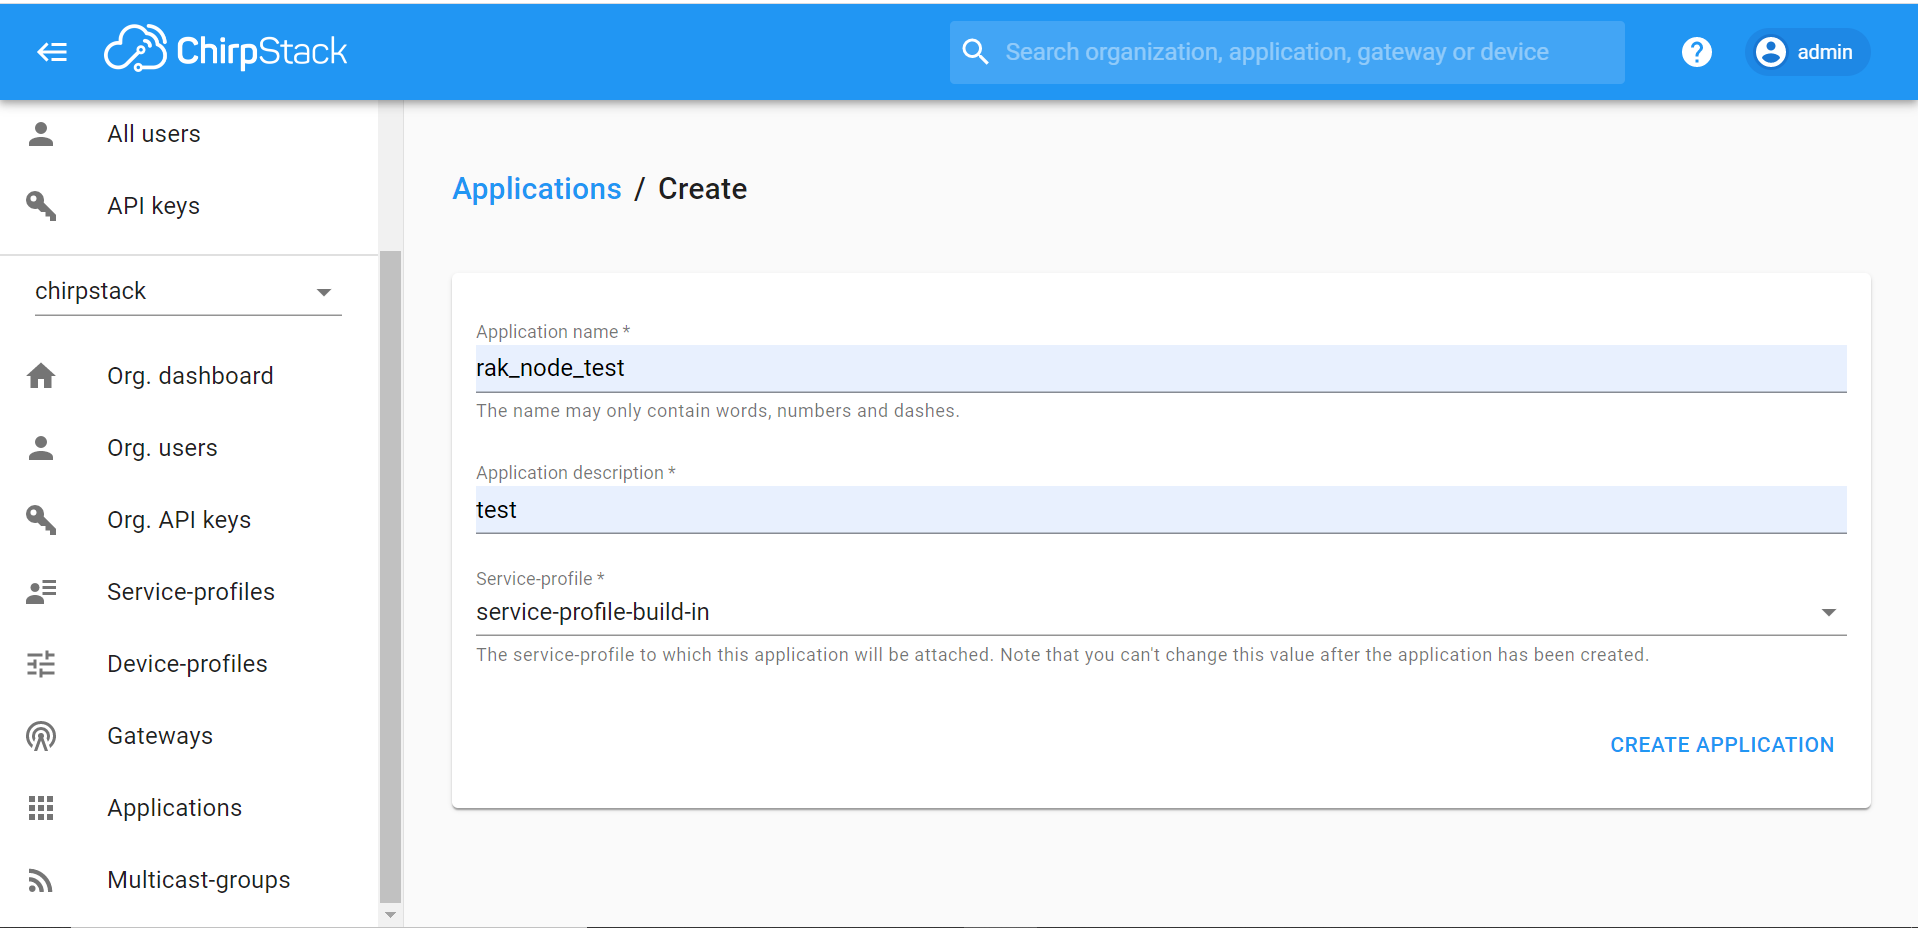 ChirpStack
Search organization, application, gateway or device
?
admin
All users
API keys
chirpstack
Org. dashboard
Org. users
Org. API keys
Service-profiles
Device-profiles
Gateways
Applications
Multicast-groups
Applications / Create
Application name *
rak_node_test
The name may only contain words, numbers and dashes.
Application description *
test
Service-profile *
service-profile-build-in
The service-profile to which this application will be attached. Note that you can't change this value after the application has been created.
CREATE APPLICATION